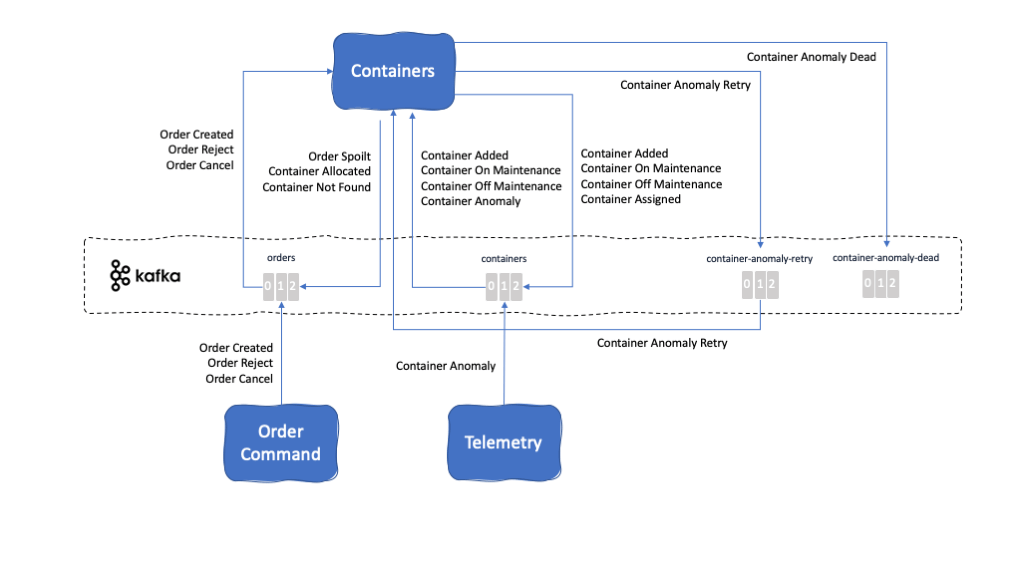 Containers
Container Anomaly Dead
Container Anomaly Retry
Order Created
Order Reject
Order Cancel
Order Spoilt
Container Allocated
Container Not Found
Container Added
Container On Maintenance
Container Off Maintenance
Container Anomaly
Container Added
Container On Maintenance
Container Off Maintenance
Container Assigned
kafka
orders
0 1 2
containers
0 1 2
container-anomaly-retry
0 1 2
container-anomaly-dead
0 1 2
Container Anomaly Retry
Order Created
Order Reject
Order Cancel
Container Anomaly
Order
Command
Telemetry